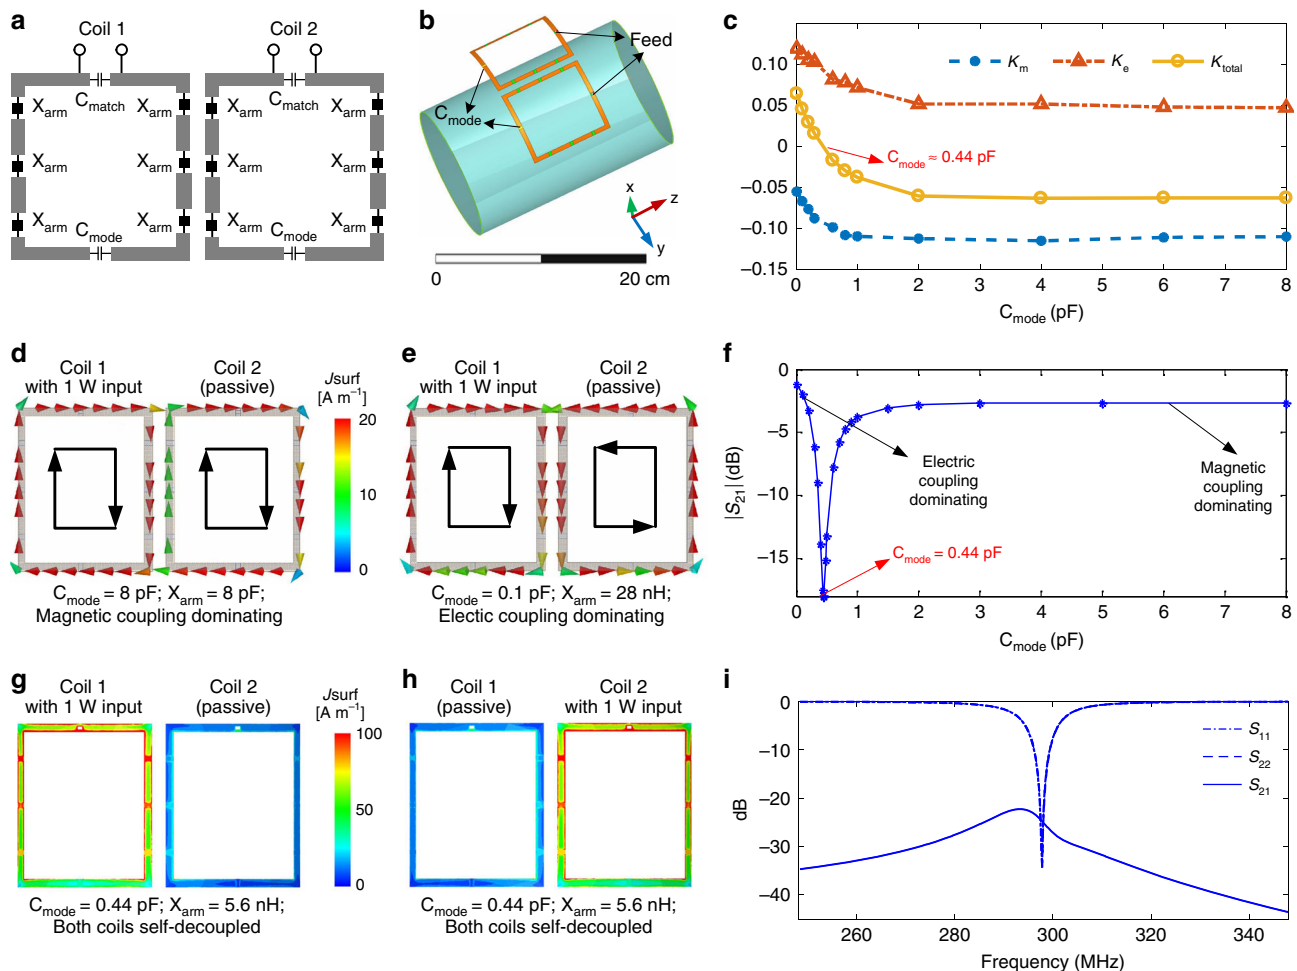 a
Coil 1
Coil 2
C_match
C_match
X_arm
X_arm
X_arm
X_arm
X_arm
X_arm
X_arm
X_arm
X_arm
X_arm
X_arm
X_arm
C_mode
C_mode
b
Feed
C_mode
x
z
y
0
20 cm
c
K_m
K_e
K_total
C_mode ≈ 0.44 pF
0.10
0.05
0
−0.05
−0.10
−0.15
0 1 2 3 4 5 6 7 8
C_mode (pF)
d
Coil 1
with 1 W input
Coil 2
(passive)
Jsurf
[A m⁻¹]
20
10
0
C_mode = 8 pF; X_arm = 8 pF;
Magnetic coupling dominating
e
Coil 1
with 1 W input
Coil 2
(passive)
C_mode = 0.1 pF; X_arm = 28 nH;
Electic coupling dominating
f
|S_21| (dB)
0
−5
−10
−15
Electric
coupling
dominating
Magnetic
coupling
dominating
C_mode = 0.44 pF
0 1 2 3 4 5 6 7 8
C_mode (pF)
g
Coil 1
with 1 W input
Coil 2
(passive)
Jsurf
[A m⁻¹]
100
50
0
C_mode = 0.44 pF; X_arm = 5.6 nH;
Both coils self-decoupled
h
Coil 1
(passive)
Coil 2
with 1 W input
C_mode = 0.44 pF; X_arm = 5.6 nH;
Both coils self-decoupled
i
dB
0
−10
−20
−30
−40
S_11
S_22
S_21
260 280 300 320 340
Frequency (MHz)